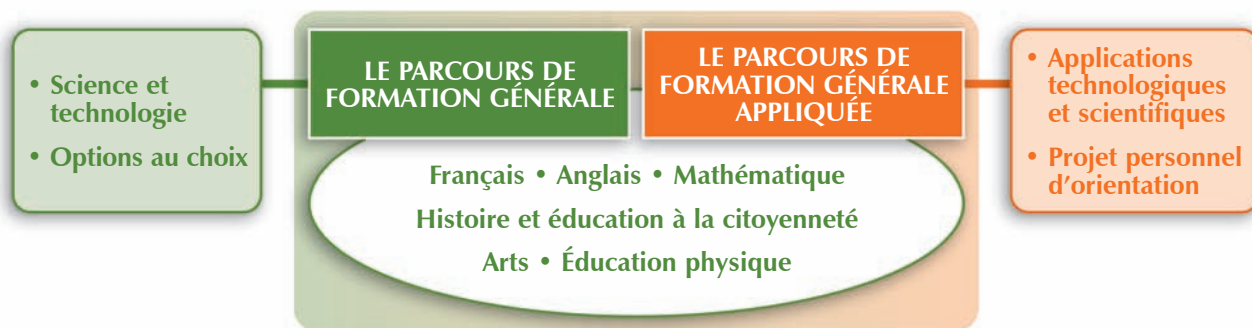 • Science et
technologie
• Options au choix
LE PARCOURS DE
FORMATION GÉNÉRALE
LE PARCOURS DE
FORMATION GÉNÉRALE
APPLIQUÉE
• Applications
technologiques
et scientifiques
• Projet personnel
d'orientation
Français • Anglais • Mathématique
Histoire et éducation à la citoyenneté
Arts • Éducation physique